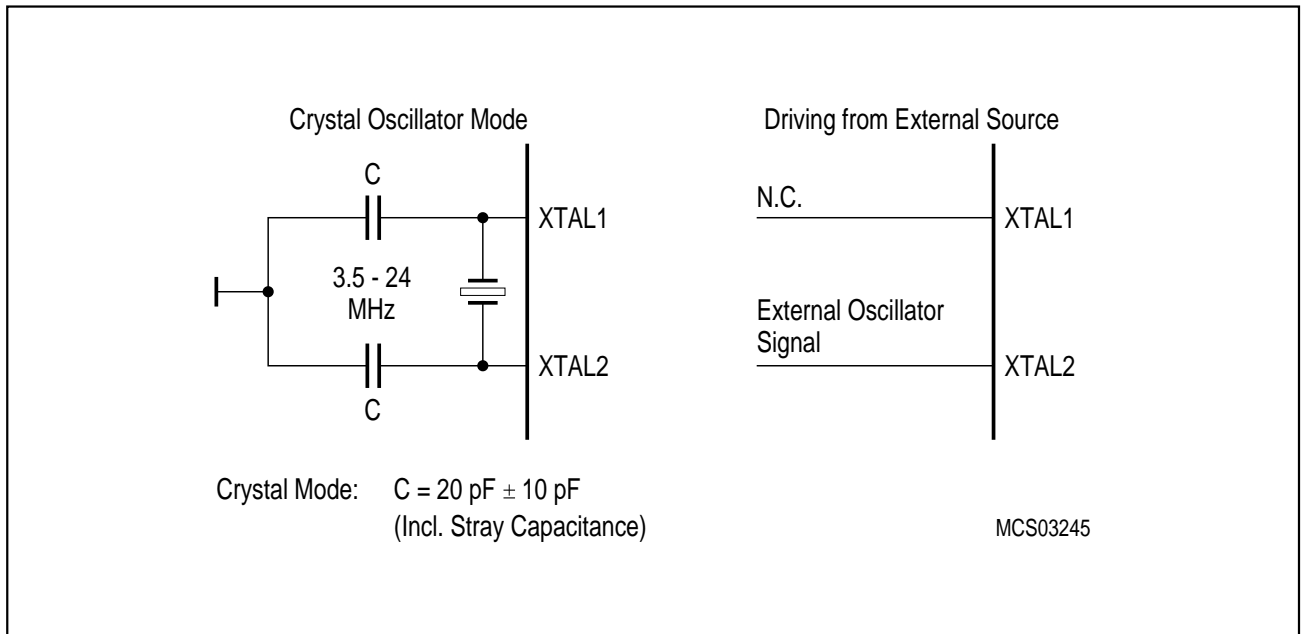 Crystal Oscillator Mode
C
XTAL1
3.5 - 24
MHz
XTAL2
C
Crystal Mode: C = 20 pF ± 10 pF
(Incl. Stray Capacitance)
Driving from External Source
N.C.
XTAL1
External Oscillator
Signal
XTAL2
MCS03245